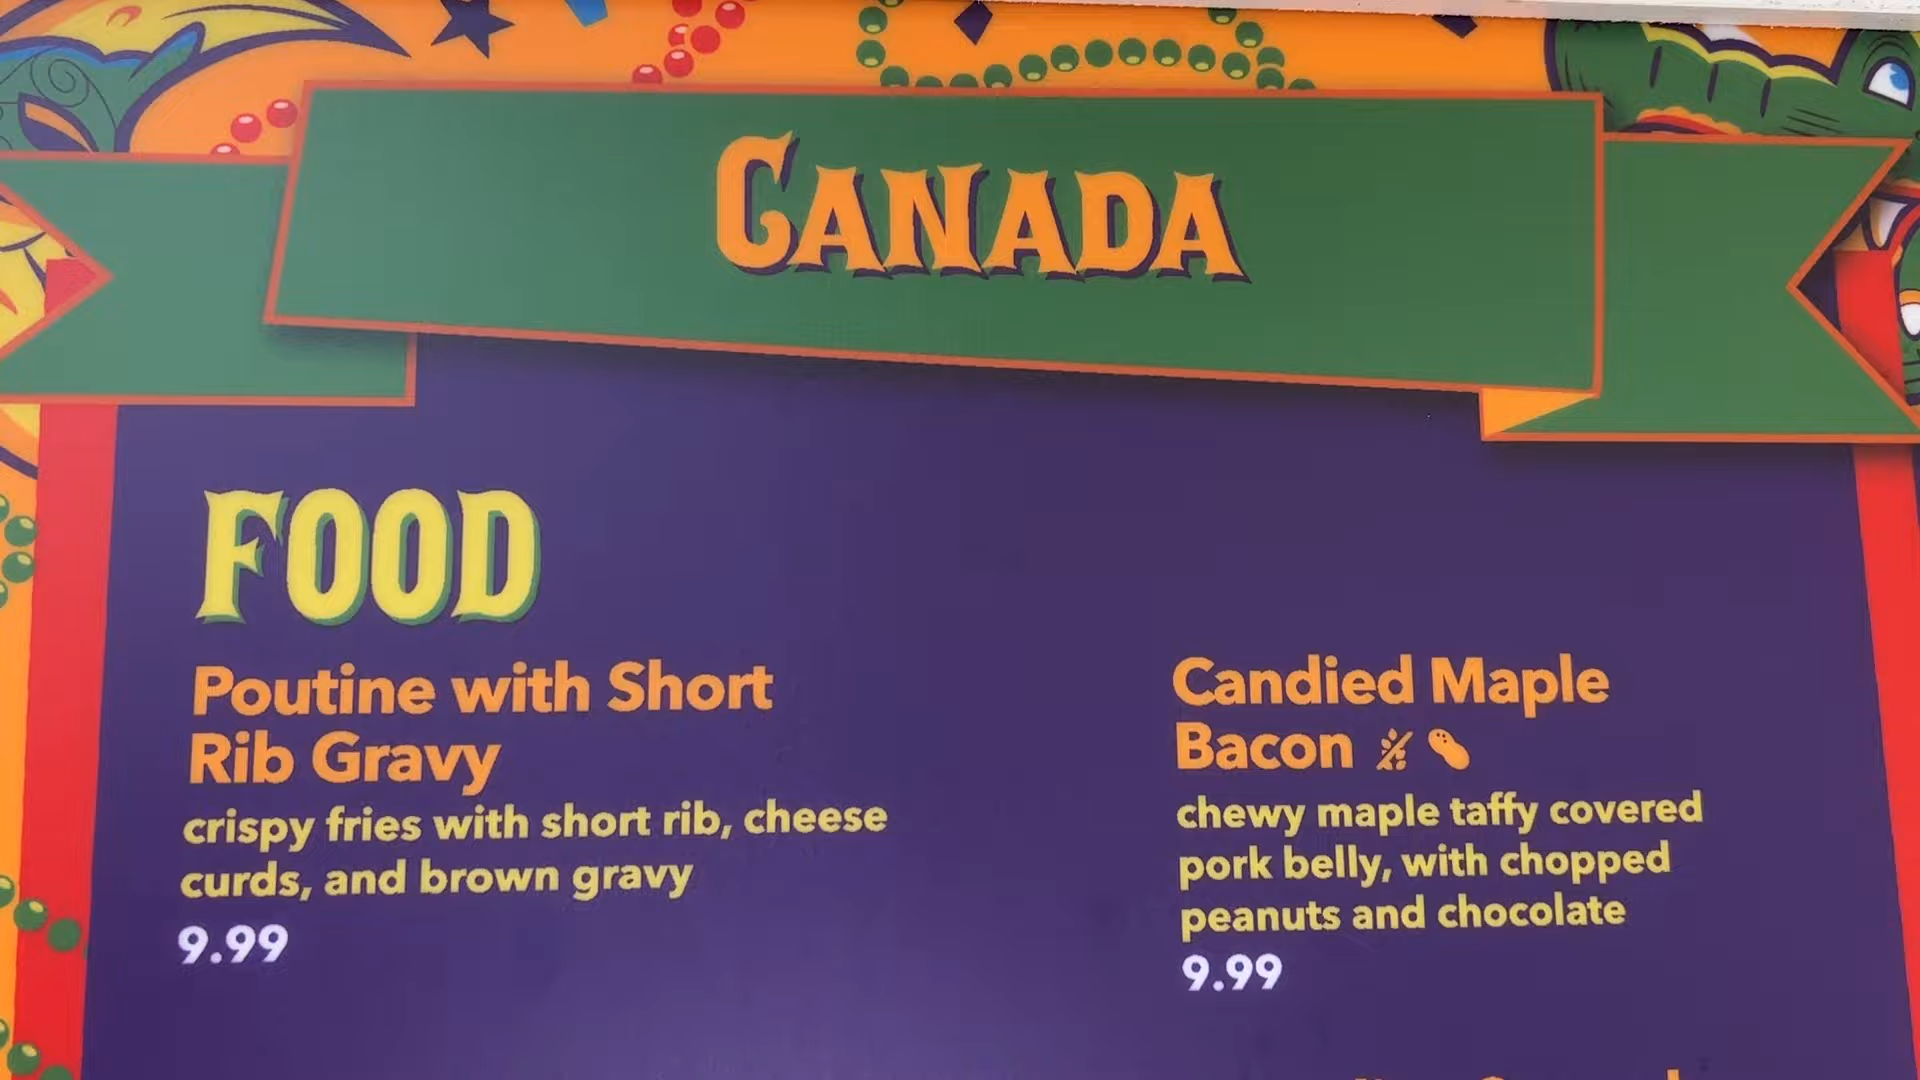 CANADA
FOOD
Poutine with Short
Rib Gravy
crispy fries with short rib, cheese
curds, and brown gravy
9.99
Candied Maple
Bacon
chewy maple taffy covered
pork belly, with chopped
peanuts and chocolate
9.99